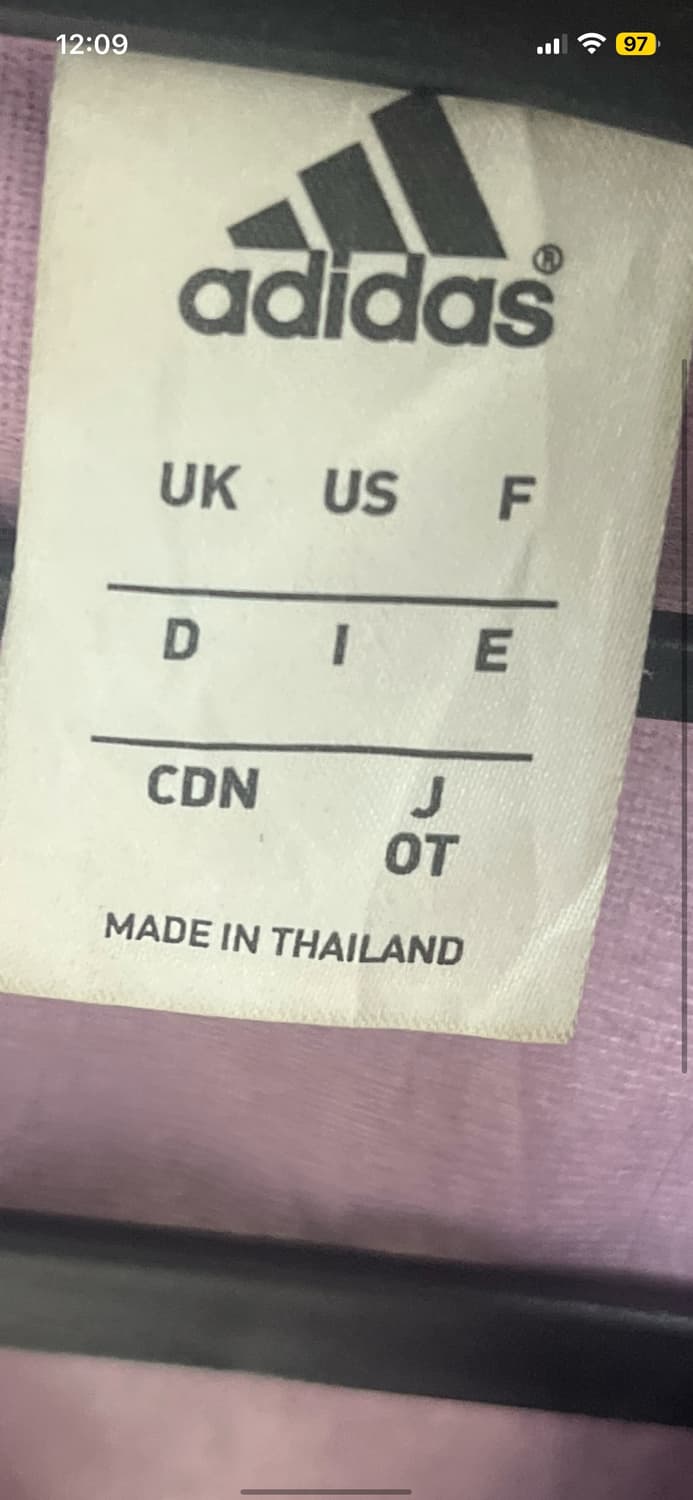 12:09 97
adidas®
UK US F
D I E
CDN J
OT
MADE IN THAILAND